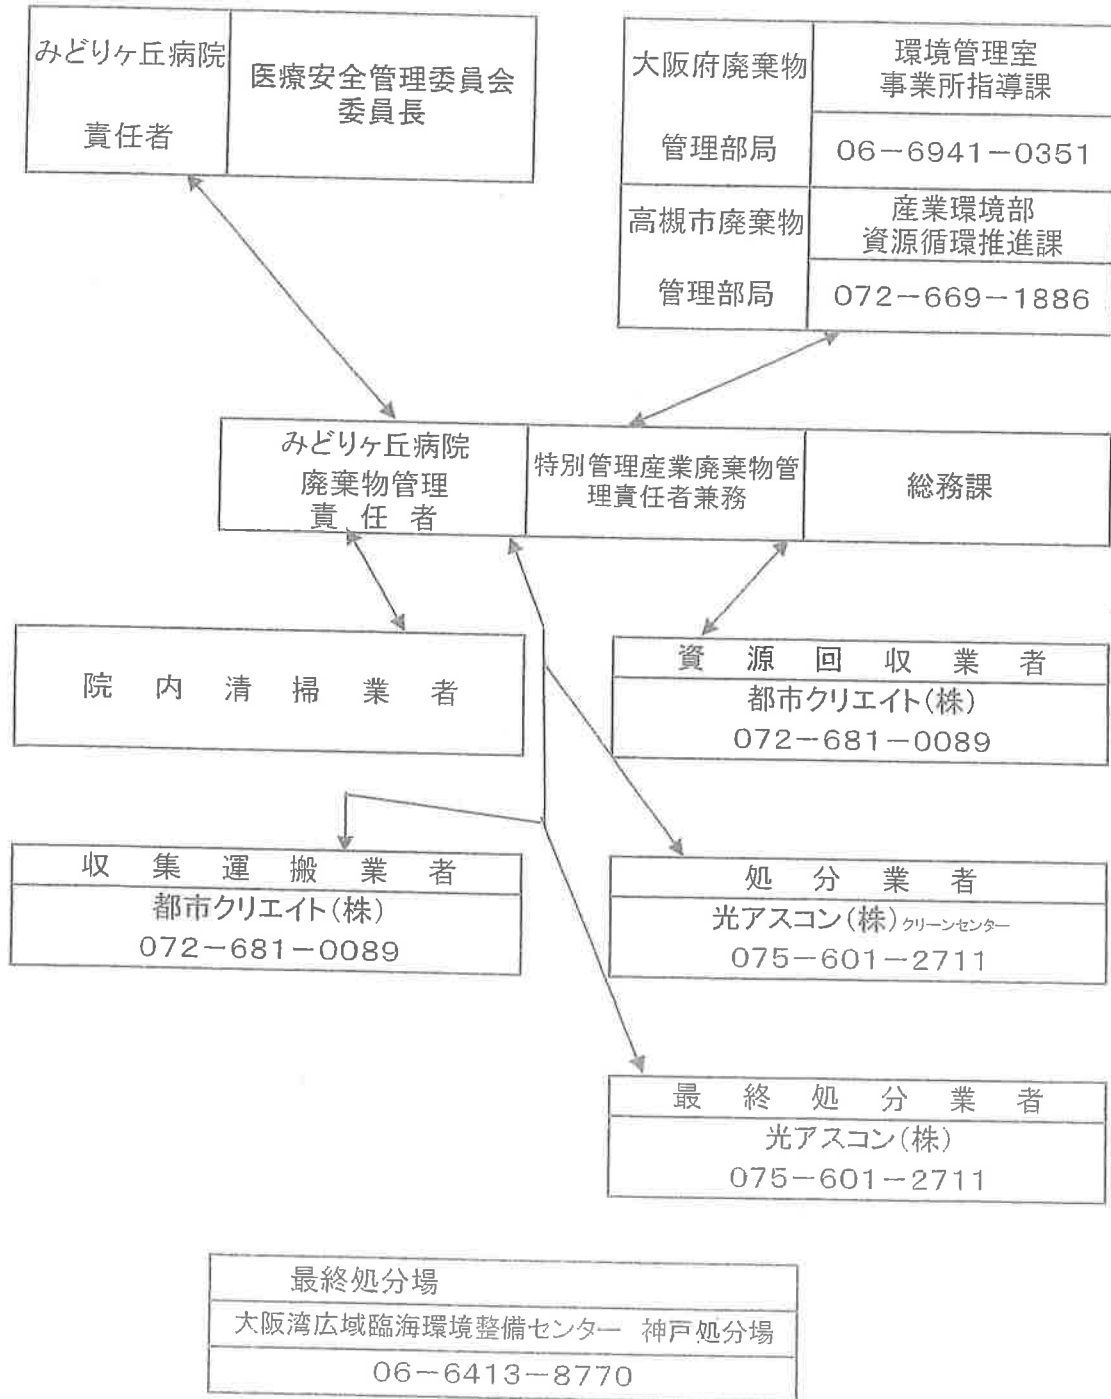 みどりヶ丘病院
責任者
医療安全管理委員会
委員長
大阪府廃棄物
管理部局
環境管理室
事業所指導課
06-6941-0351
高槻市廃棄物
管理部局
産業環境部
資源循環推進課
072-669-1886
みどりヶ丘病院
廃棄物管理
責任者
特別管理産業廃棄物管
理責任者兼務
総務課
院内清掃業者
資源回収業者
都市クリエイト(株)
072-681-0089
収集運搬業者
都市クリエイト(株)
072-681-0089
処分業者
光アスコン(株)クリーンセンター
075-601-2711
最終処分業者
光アスコン(株)
075-601-2711
最終処分場
大阪湾広域臨海環境整備センター 神戸処分場
06-6413-8770